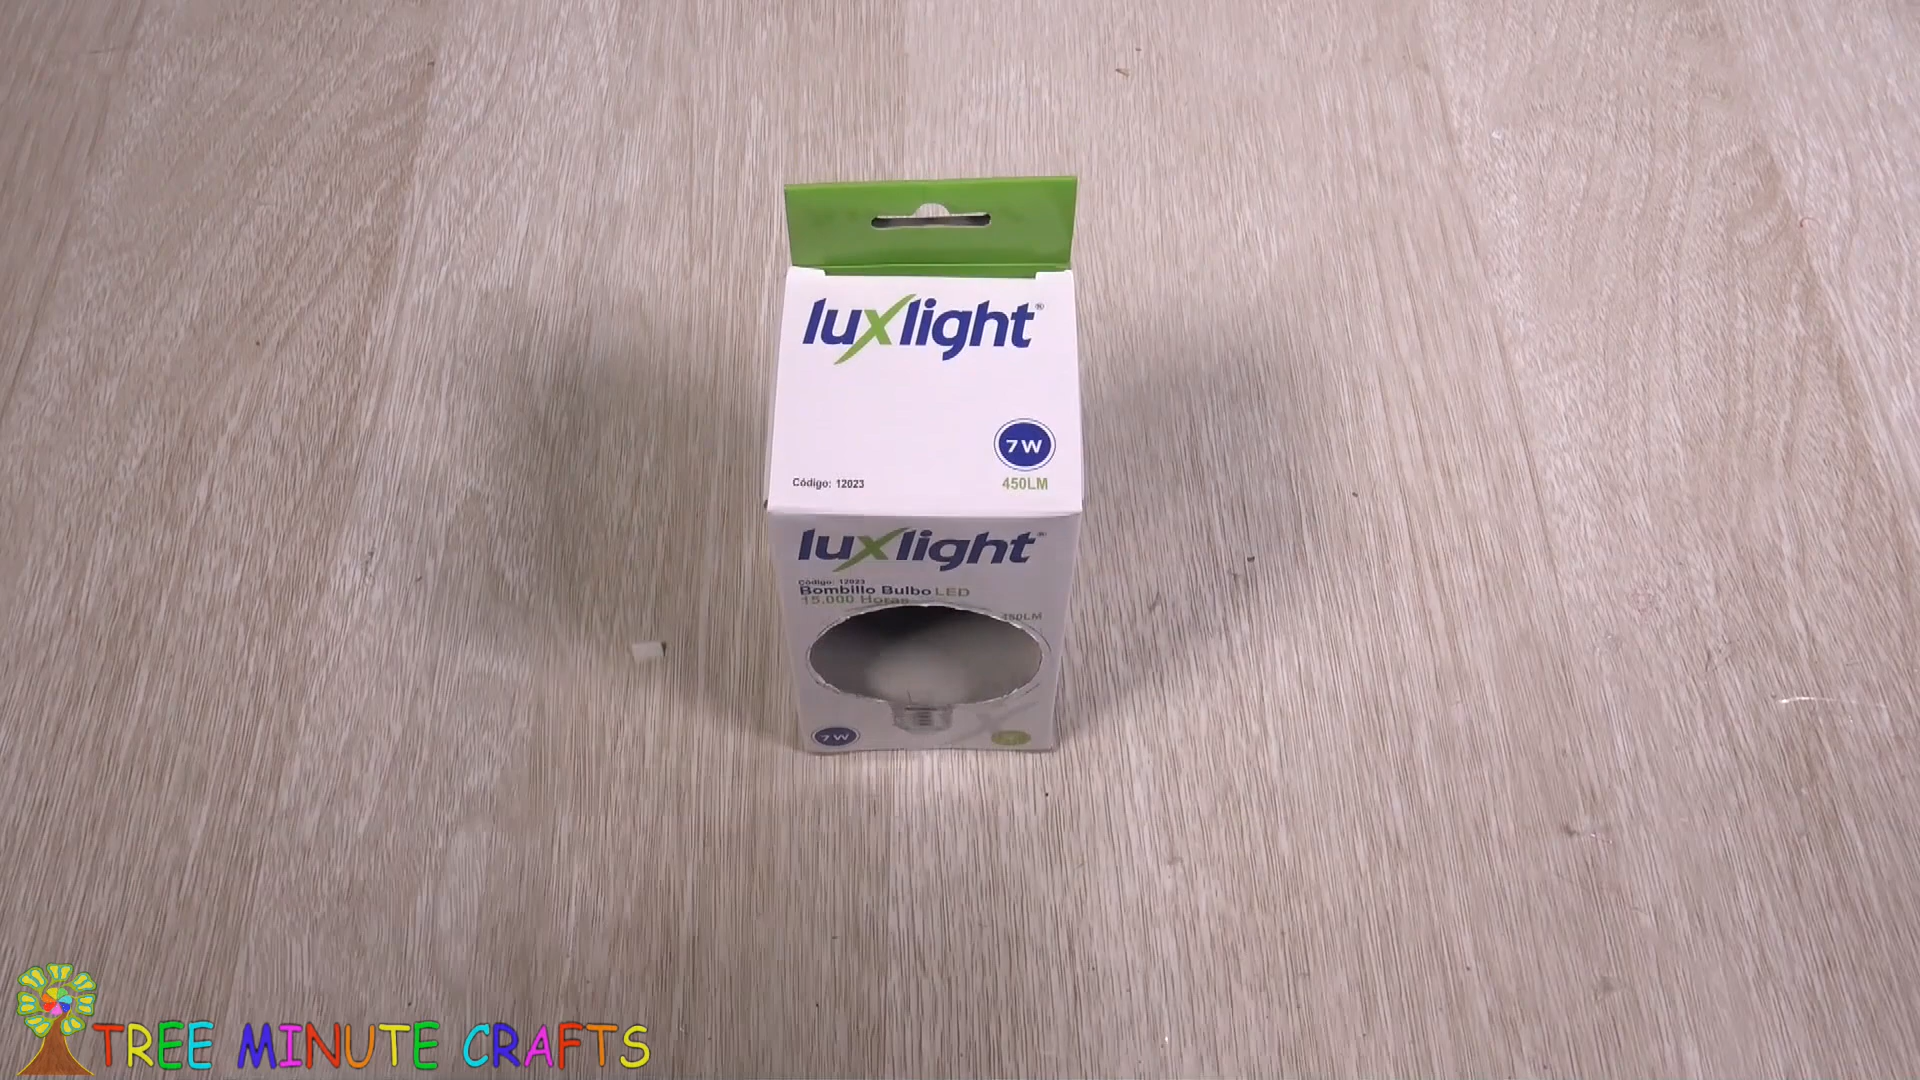 luxlight®
7W
450LM
Código: 12023
luxlight®
Código: 12023
Bombillo Bulbo LED
15.000 Horas
450LM
7W
TREE MINUTE CRAFTS